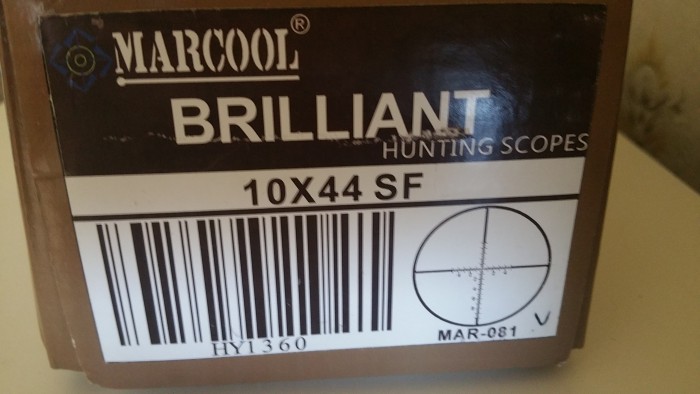 MARCOOL®
BRILLIANT
HUNTING SCOPES
10X44 SF
HY1360
MAR-081